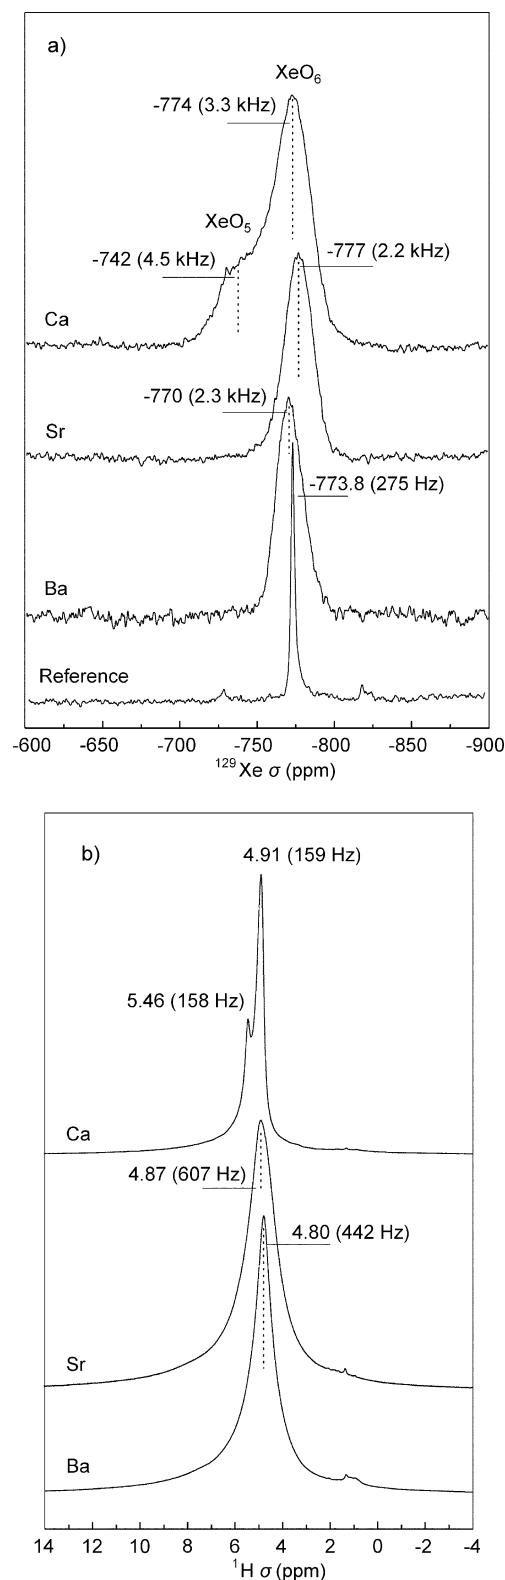 a)
XeO₆
-774 (3.3 kHz)
XeO₅
-742 (4.5 kHz)
-777 (2.2 kHz)
Ca
-770 (2.3 kHz)
Sr
-773.8 (275 Hz)
Ba
Reference
-600 -650 -700 -750 -800 -850 -900
¹²⁹Xe σ (ppm)
b)
4.91 (159 Hz)
5.46 (158 Hz)
Ca
4.87 (607 Hz)
4.80 (442 Hz)
Sr
Ba
14 12 10 8 6 4 2 0 -2 -4
¹H σ (ppm)